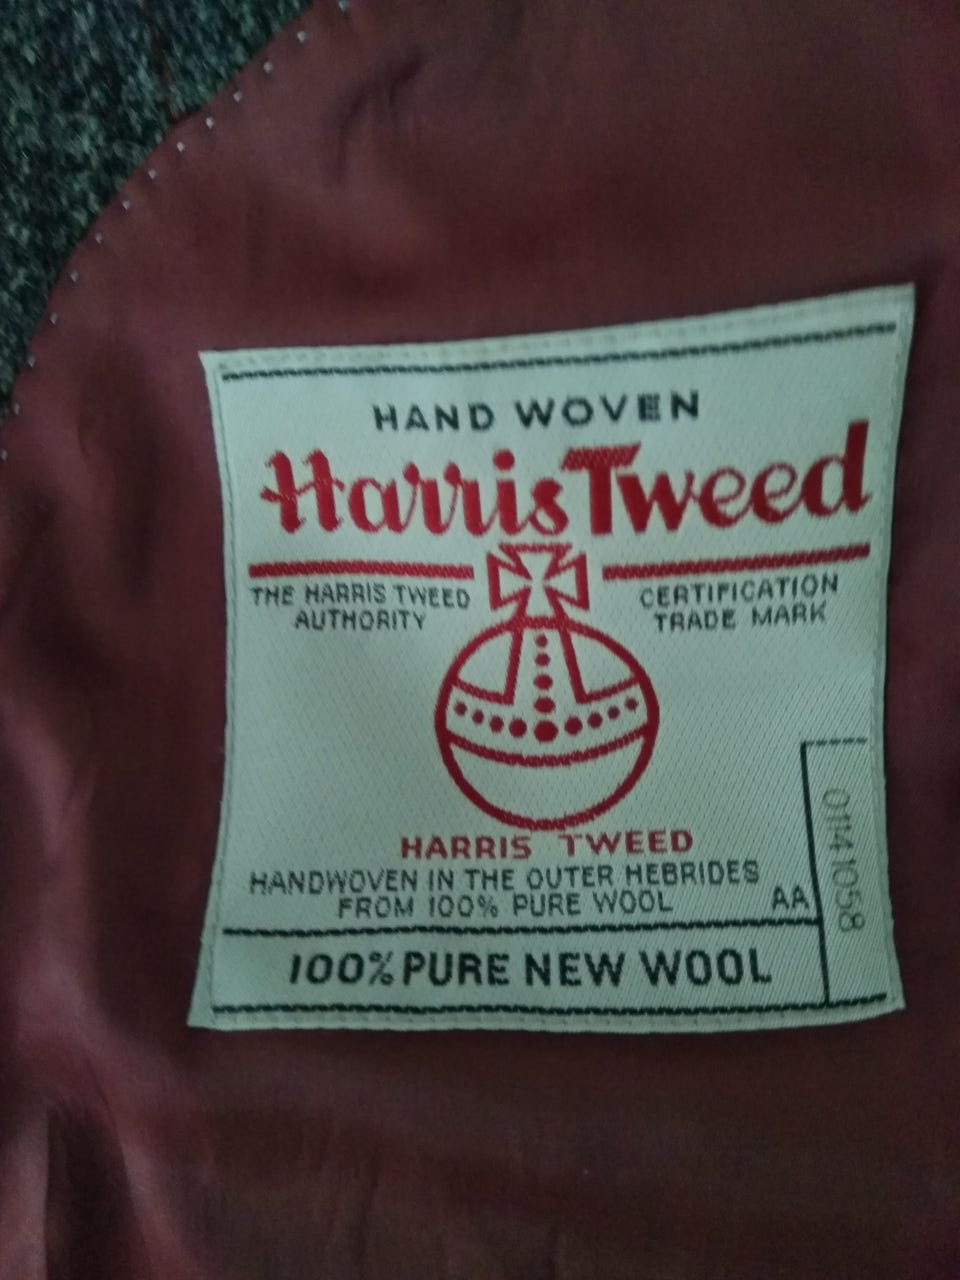 HAND WOVEN
Harris Tweed
THE HARRIS TWEED
AUTHORITY
CERTIFICATION
TRADE MARK
HARRIS TWEED
HANDWOVEN IN THE OUTER HEBRIDES
FROM 100% PURE WOOL
AA
01141058
100% PURE NEW WOOL